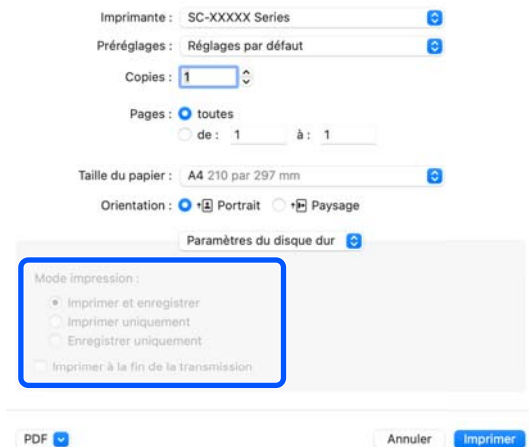 Imprimante : SC-XXXXX Series
Préréglages : Réglages par défaut
Copies : 1
Pages : toutes
de : 1 à : 1
Taille du papier : A4 210 par 297 mm
Orientation : Portrait Paysage
Paramètres du disque dur
Mode impression :
Imprimer et enregistrer
Imprimer uniquement
Enregistrer uniquement
Imprimer à la fin de la transmission
PDF Annuler Imprimer